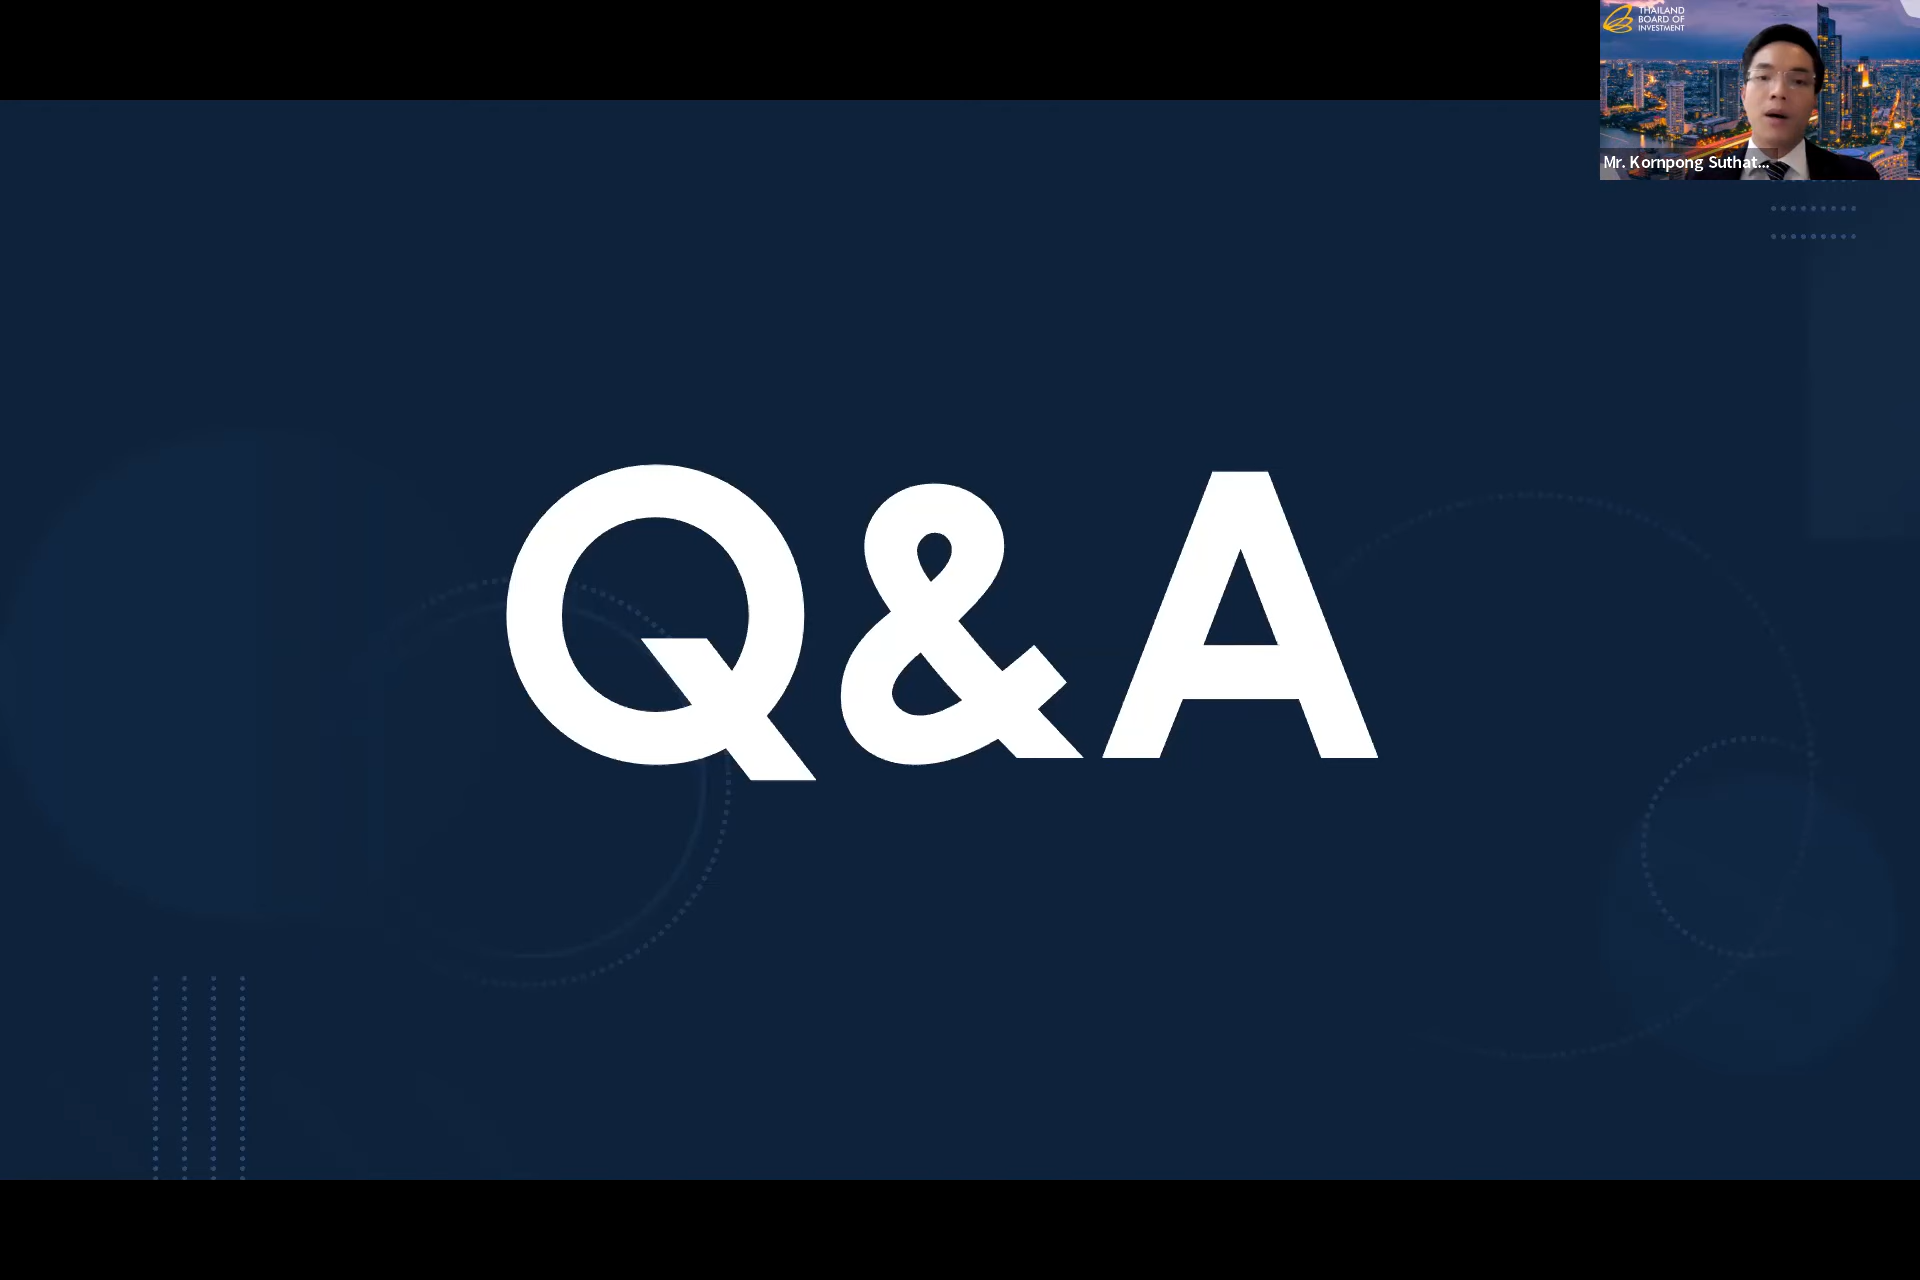 THAILAND
BOARD OF
INVESTMENT
Mr. Kornpong Suthat...
Q&A